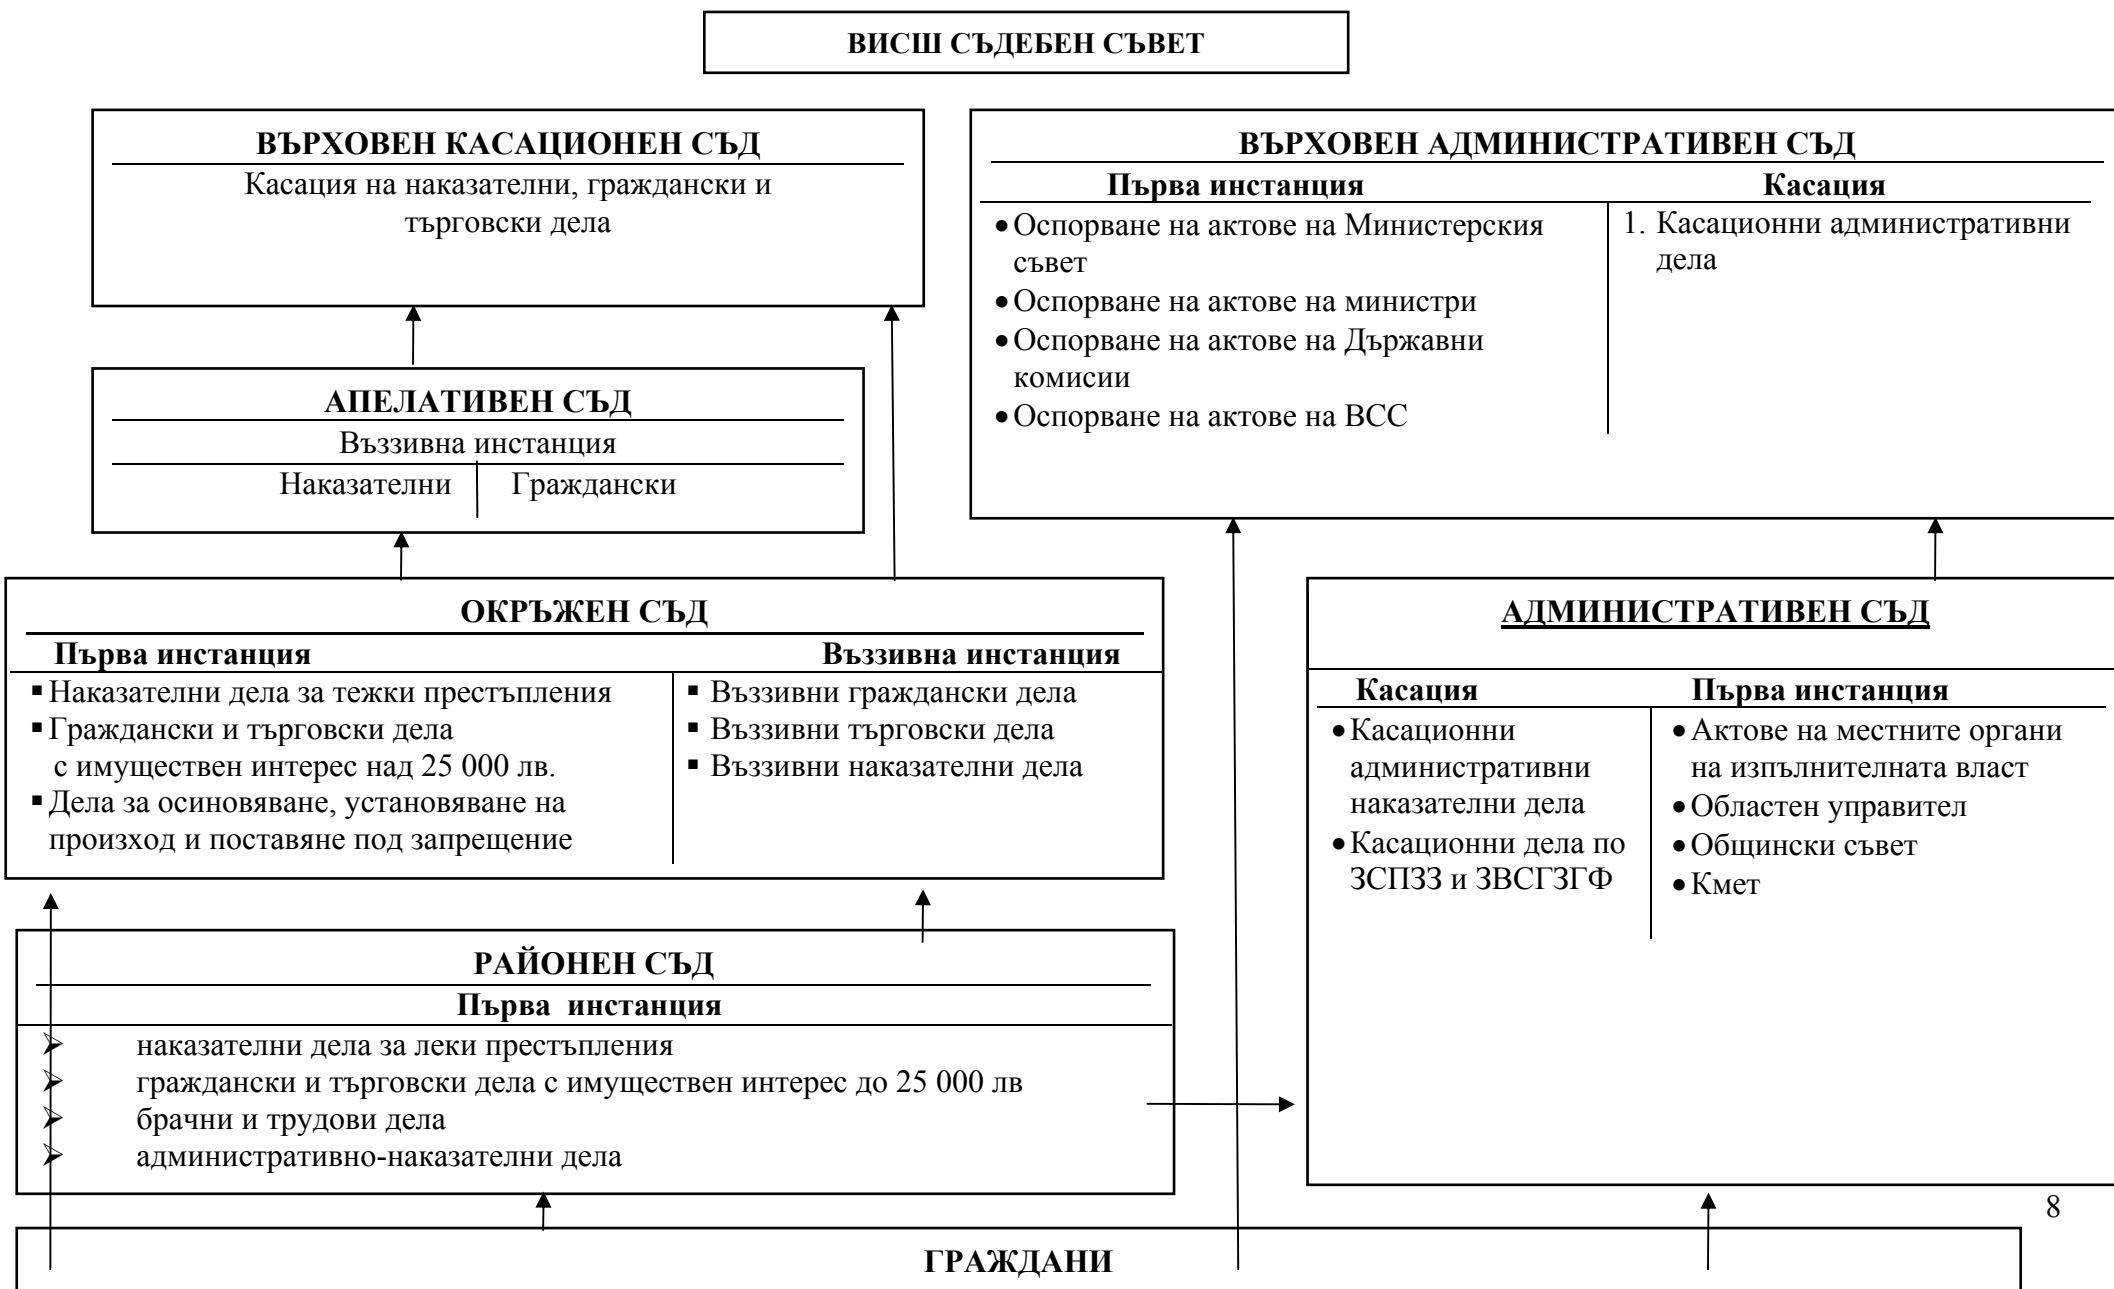 ВИСШ СЪДЕБЕН СЪВЕТ
ВЪРХОВЕН КАСАЦИОНЕН СЪД
Касация на наказателни, граждански и
търговски дела
ВЪРХОВЕН АДМИНИСТРАТИВЕН СЪД
Първа инстанция
• Оспорване на актове на Министерския
съвет
• Оспорване на актове на министри
• Оспорване на актове на Държавни
комисии
• Оспорване на актове на ВСС
Касация
1. Касационни административни
дела
АПЕЛАТИВЕН СЪД
Въззивна инстанция
Наказателни Граждански
ОКРЪЖЕН СЪД
Първа инстанция
▪ Наказателни дела за тежки престъпления
▪ Граждански и търговски дела
с имуществен интерес над 25 000 лв.
▪ Дела за осиновяване, установяване на
произход и поставяне под запрещение
Въззивна инстанция
▪ Въззивни граждански дела
▪ Въззивни търговски дела
▪ Въззивни наказателни дела
АДМИНИСТРАТИВЕН СЪД
Касация
• Касационни
административни
наказателни дела
• Касационни дела по
ЗСПЗЗ и ЗВСГЗГФ
Първа инстанция
• Актове на местните органи
на изпълнителната власт
• Областен управител
• Общински съвет
• Кмет
РАЙОНЕН СЪД
Първа инстанция
➢ наказателни дела за леки престъпления
➢ граждански и търговски дела с имуществен интерес до 25 000 лв
➢ брачни и трудови дела
➢ административно-наказателни дела
8
ГРАЖДАНИ